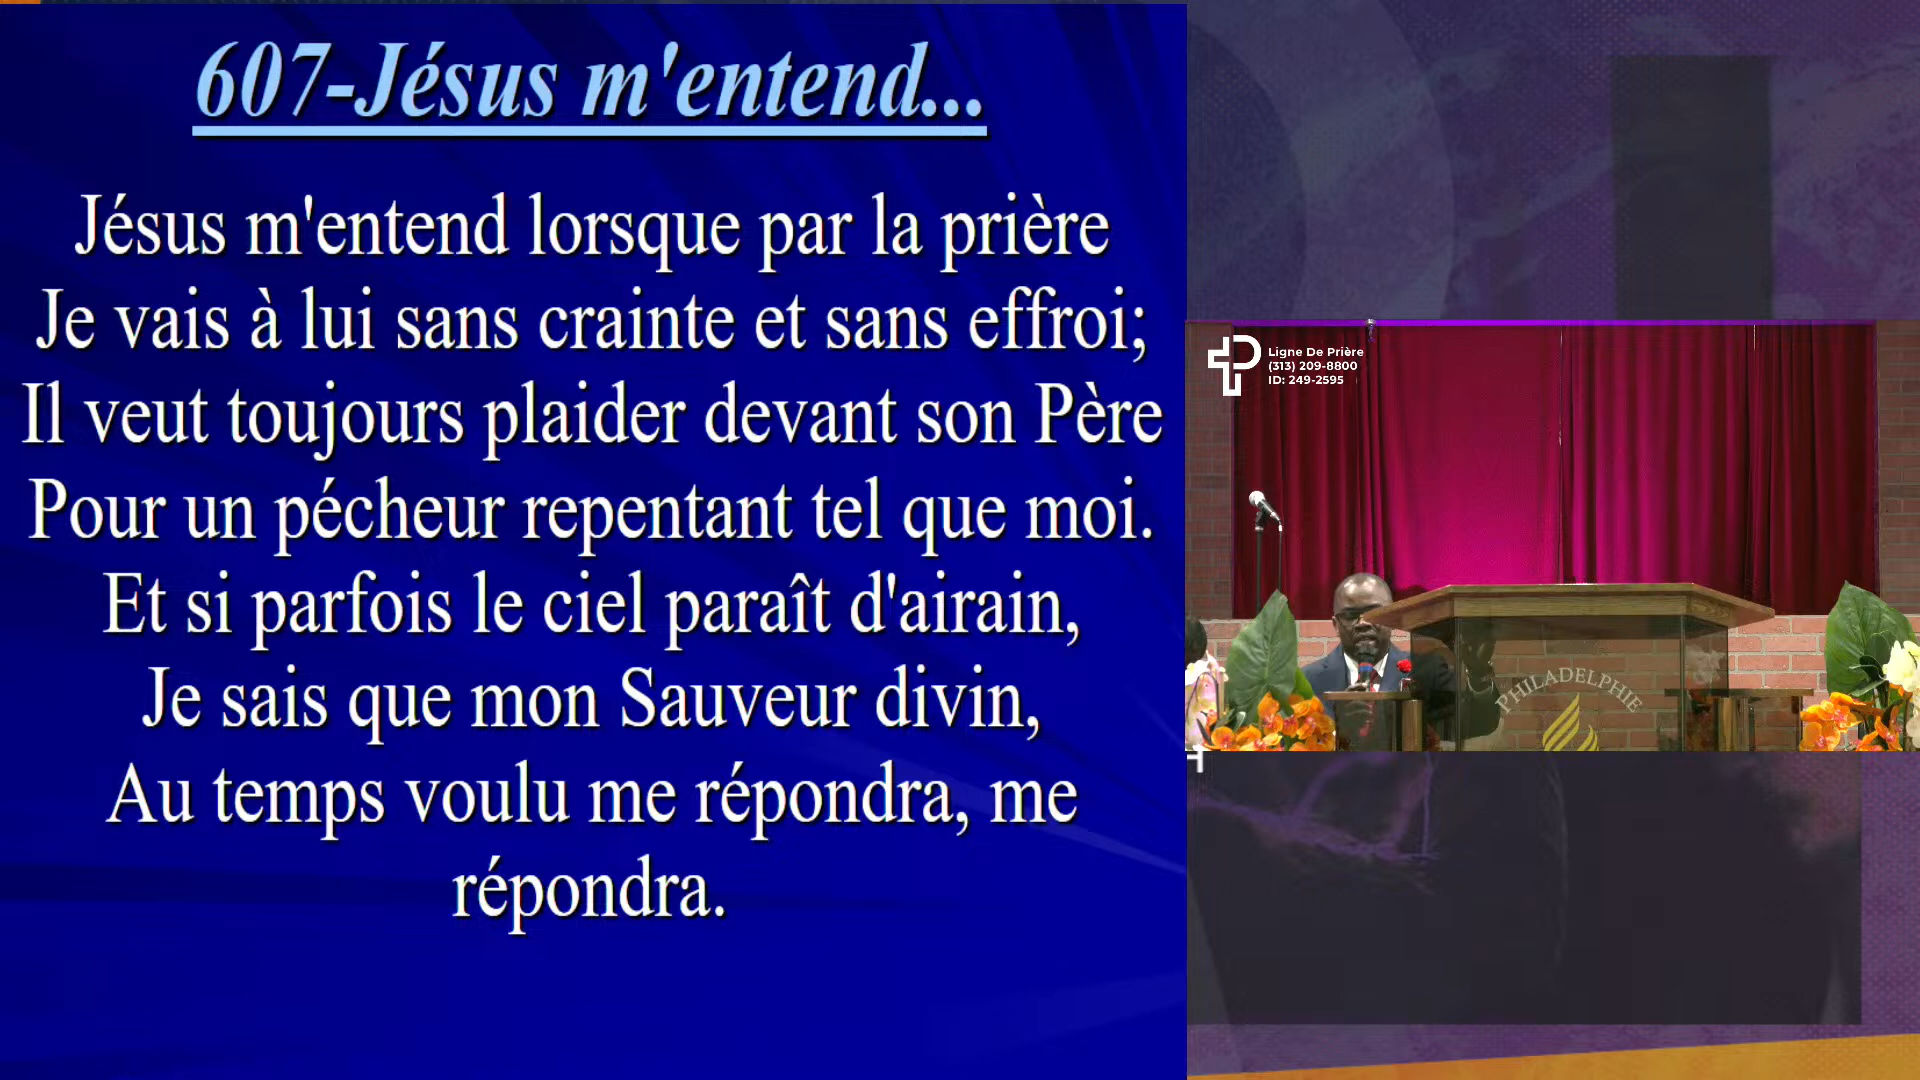 607-Jésus m'entend...
Jésus m'entend lorsque par la prière
Je vais à lui sans crainte et sans effroi;
Il veut toujours plaider devant son Père
Pour un pécheur repentant tel que moi.
Et si parfois le ciel paraît d'airain,
Je sais que mon Sauveur divin,
Au temps voulu me répondra, me
répondra.
Ligne De Prière
(313) 209-8800
ID: 249-2595
PHILADELPHIE